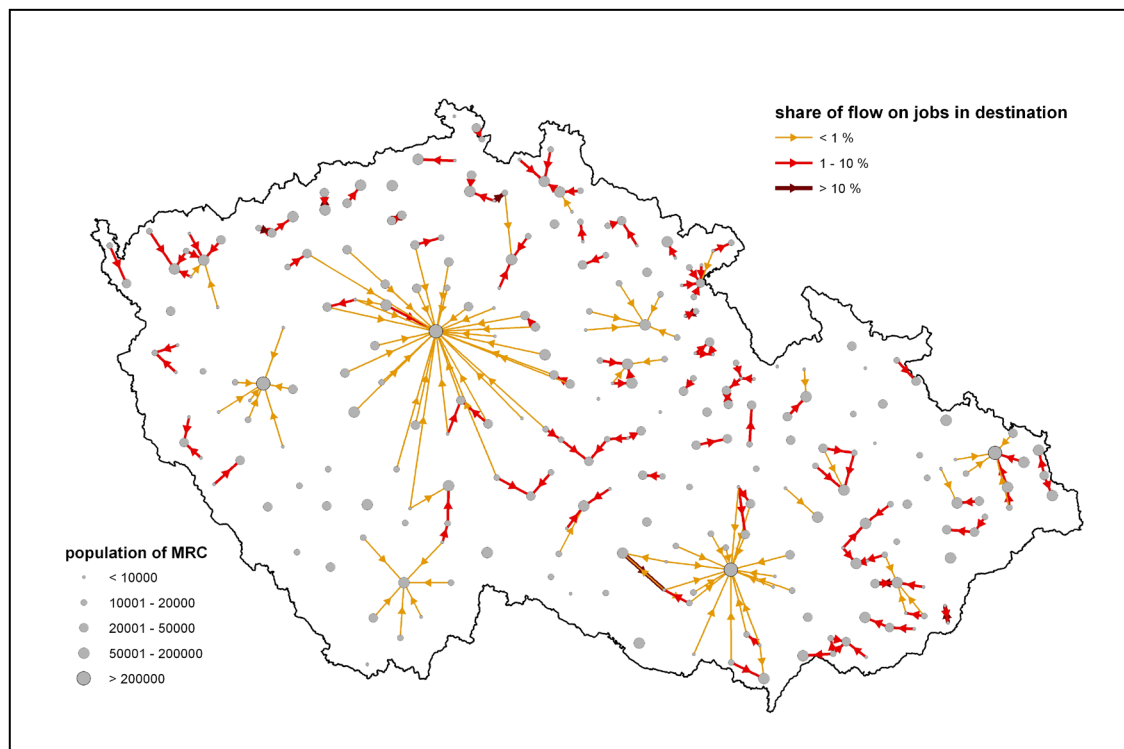 share of flow on jobs in destination
< 1 %
1 - 10 %
> 10 %
population of MRC
< 10000
10001 - 20000
20001 - 50000
50001 - 200000
> 200000